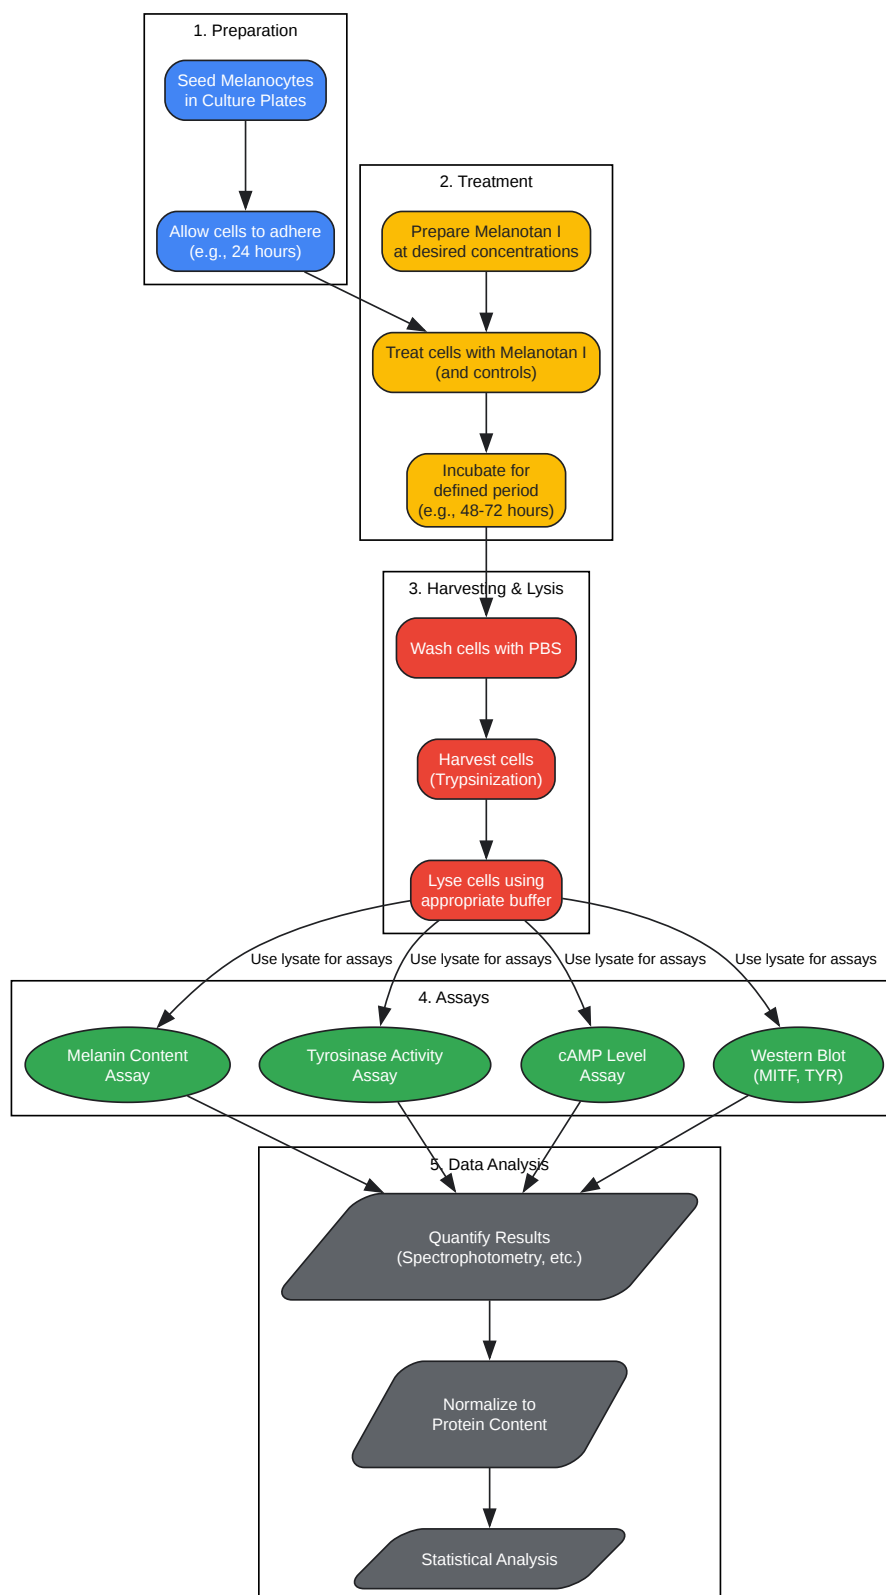 1. Preparation
Seed Melanocytes
in Culture Plates
Allow cells to adhere
(e.g., 24 hours)
2. Treatment
Prepare Melanotan I
at desired concentrations
Treat cells with Melanotan I
(and controls)
Incubate for
defined period
(e.g., 48-72 hours)
3. Harvesting & Lysis
Wash cells with PBS
Harvest cells
(Trypsinization)
Lyse cells using
appropriate buffer
Use lysate for assays
Use lysate for assays
Use lysate for assays
Use lysate for assays
4. Assays
Melanin Content
Assay
Tyrosinase Activity
Assay
cAMP Level
Assay
Western Blot
(MITF, TYR)
5. Data Analysis
Quantify Results
(Spectrophotometry, etc.)
Normalize to
Protein Content
Statistical Analysis